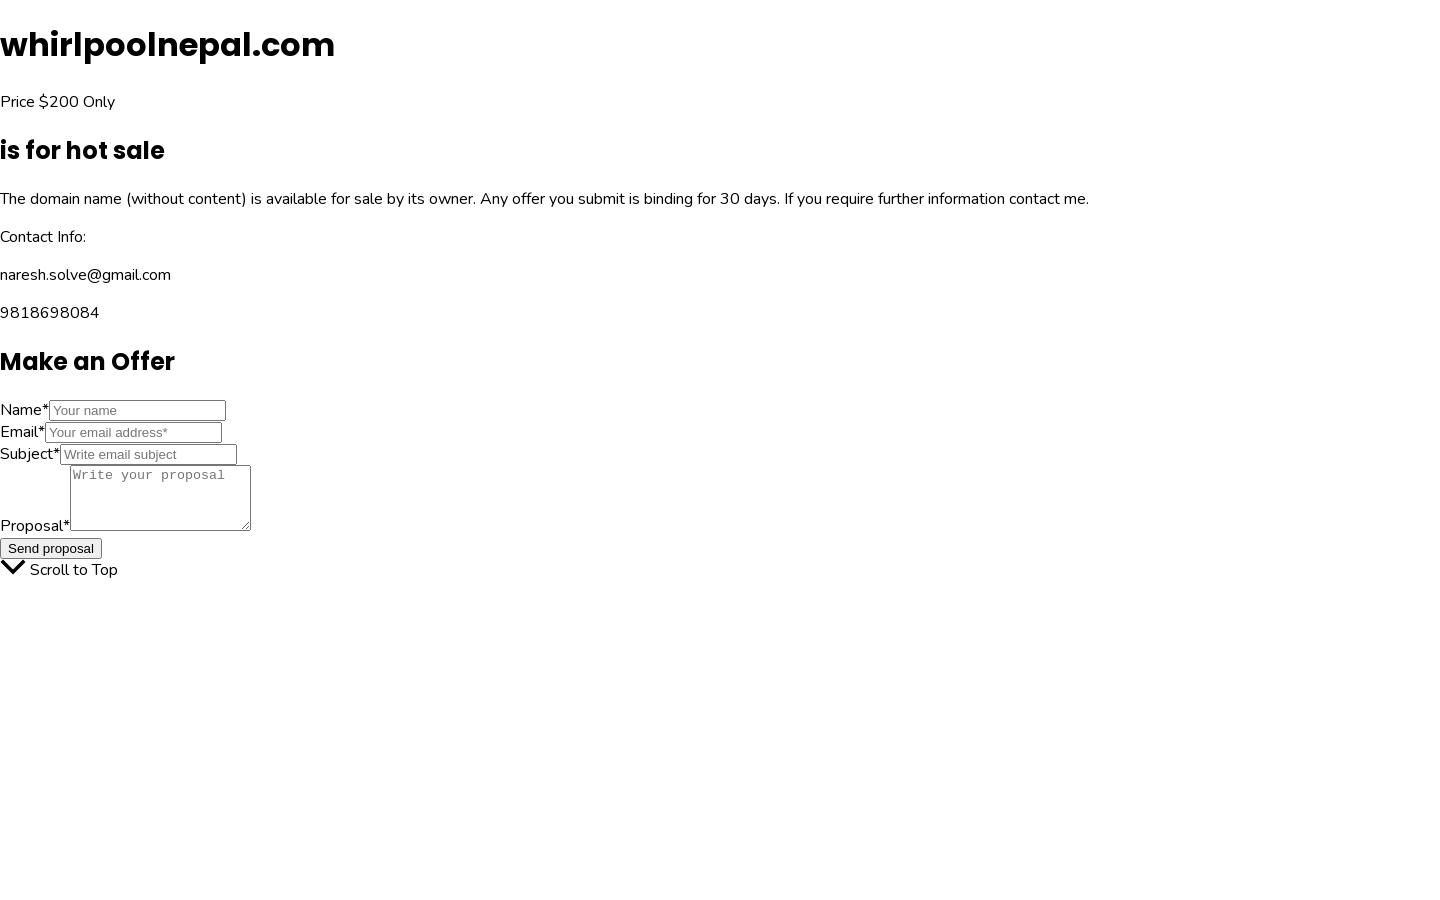 whirlpoolnepal.com
Price $200 Only
is for hot sale
The domain name (without content) is available for sale by its owner. Any offer you submit is binding for 30 days. If you require further information contact me.
Contact Info:
naresh.solve@gmail.com
9818698084
Make an Offer
Name* Your name
Email* Your email address*
Subject* Write email subject
Write your proposal
Proposal*
Send proposal
Scroll to Top